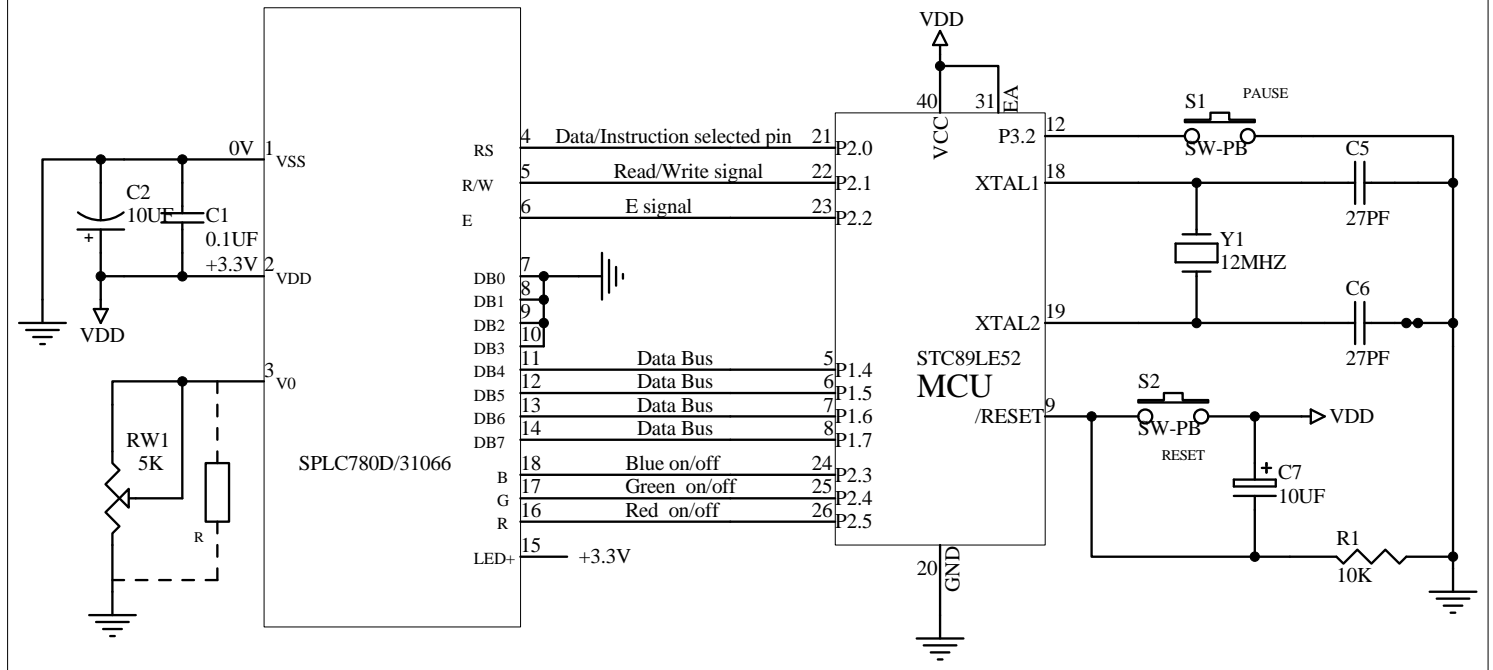 VDD
40
VCC
31
EA
S1
PAUSE
SW-PB
P3.2
12
0V
1
VSS
C2
10UF
+
C1
0.1UF
+3.3V
2
VDD
VDD
3
V0
RW1
5K
R
SPLC780D/31066
RS
4
Data/Instruction selected pin
21
P2.0
R/W
5
Read/Write signal
22
P2.1
E
6
E signal
23
P2.2
DB0
7
DB1
8
DB2
9
DB3
10
DB4
11
Data Bus
5
P1.4
DB5
12
Data Bus
6
P1.5
DB6
13
Data Bus
7
P1.6
DB7
14
Data Bus
8
P1.7
B
18
Blue on/off
24
P2.3
G
17
Green on/off
25
P2.4
R
16
Red on/off
26
P2.5
LED+
15
+3.3V
XTAL1
18
C5
27PF
Y1
12MHZ
XTAL2
19
C6
27PF
STC89LE52
MCU
/RESET
9
S2
SW-PB
RESET
VDD
+
C7
10UF
R1
10K
20
GND